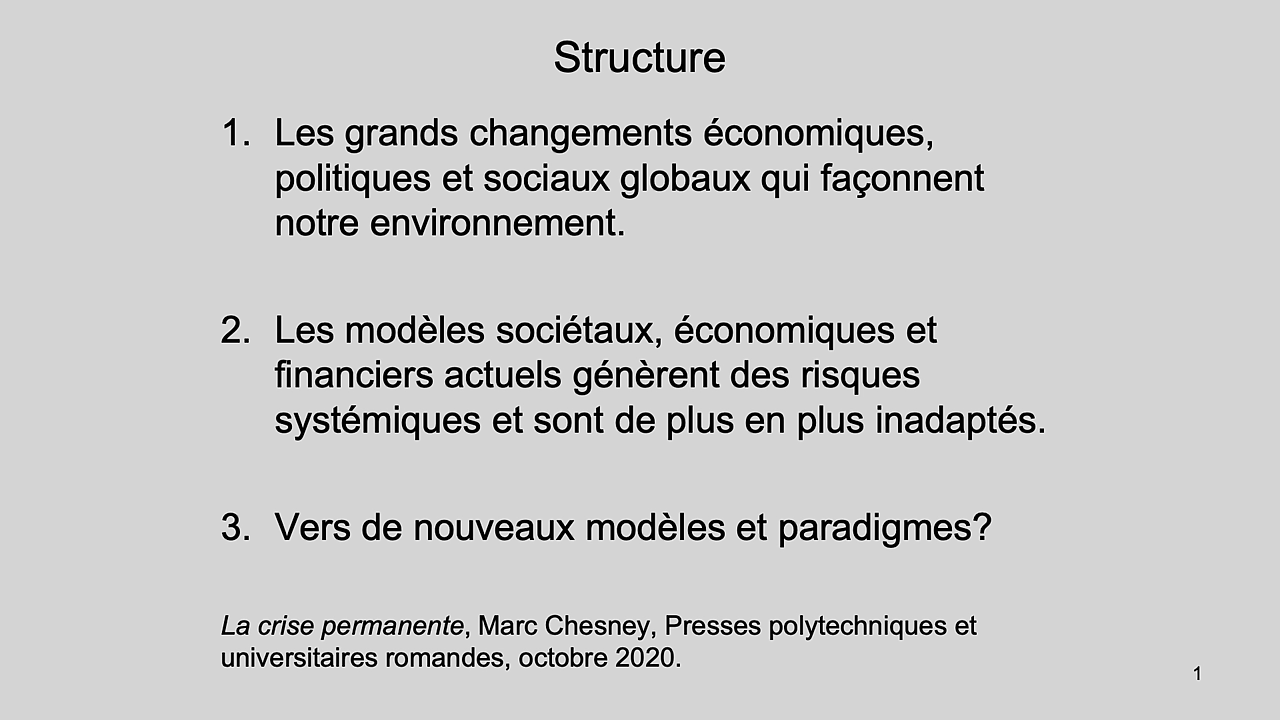 Structure
1. Les grands changements économiques,
politiques et sociaux globaux qui façonnent
notre environnement.
2. Les modèles sociétaux, économiques et
financiers actuels génèrent des risques
systémiques et sont de plus en plus inadaptés.
3. Vers de nouveaux modèles et paradigmes?
La crise permanente, Marc Chesney, Presses polytechniques et
universitaires romandes, octobre 2020.
1